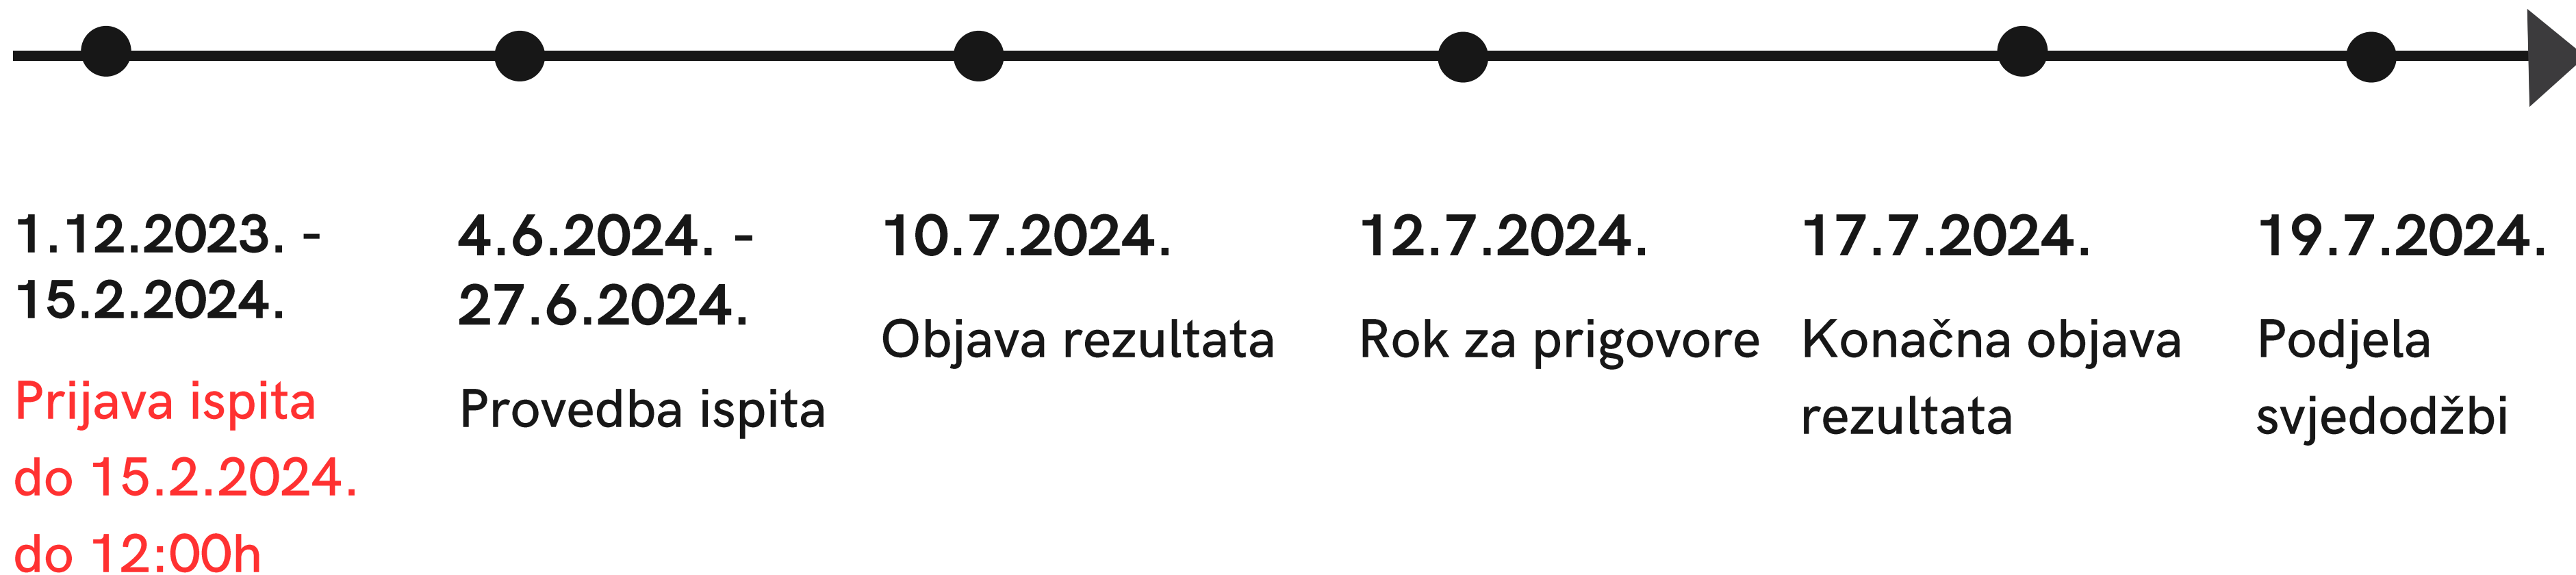 1.12.2023. -
15.2.2024.
Prijava ispita
do 15.2.2024.
do 12:00h
4.6.2024. -
27.6.2024.
Provedba ispita
10.7.2024.
Objava rezultata
12.7.2024.
Rok za prigovore
17.7.2024.
Konačna objava
rezultata
19.7.2024.
Podjela
svjedodžbi